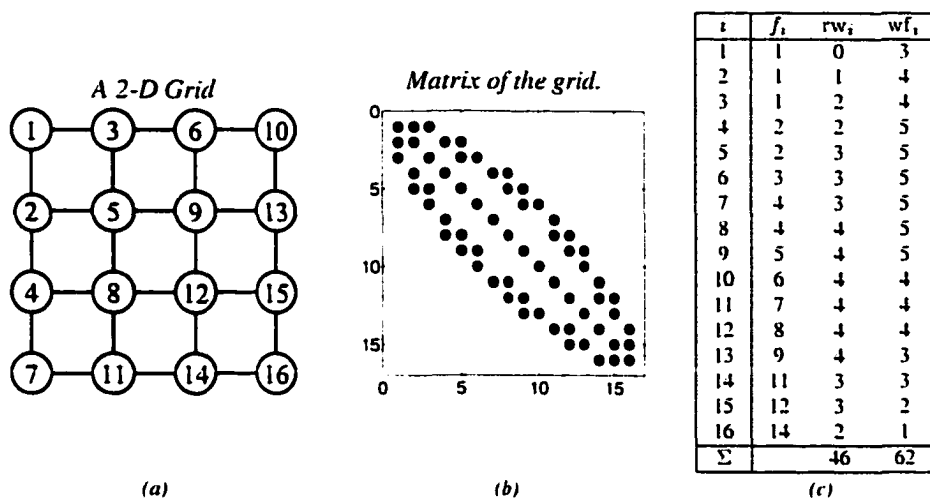 A 2-D Grid
1 3 6 10
2 5 9 13
4 8 12 15
7 11 14 16
(a)
Matrix of the grid.
0
5
10
15
0 5 10 15
(b)
i f_i rw_i wf_i
1 1 0 3
2 1 1 4
3 1 2 4
4 2 2 5
5 2 3 5
6 3 3 5
7 4 3 5
8 4 4 5
9 5 4 5
10 6 4 4
11 7 4 4
12 8 4 4
13 9 4 3
14 11 3 3
15 12 3 2
16 14 2 1
Σ 46 62
(c)